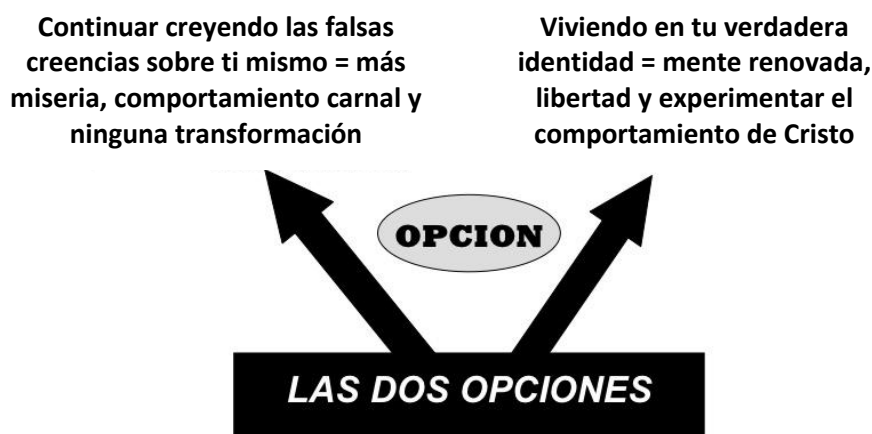 Continuar creyendo las falsas
creencias sobre ti mismo = más
miseria, comportamiento carnal y
ninguna transformación
Viviendo en tu verdadera
identidad = mente renovada,
libertad y experimentar el
comportamiento de Cristo
OPCION
LAS DOS OPCIONES